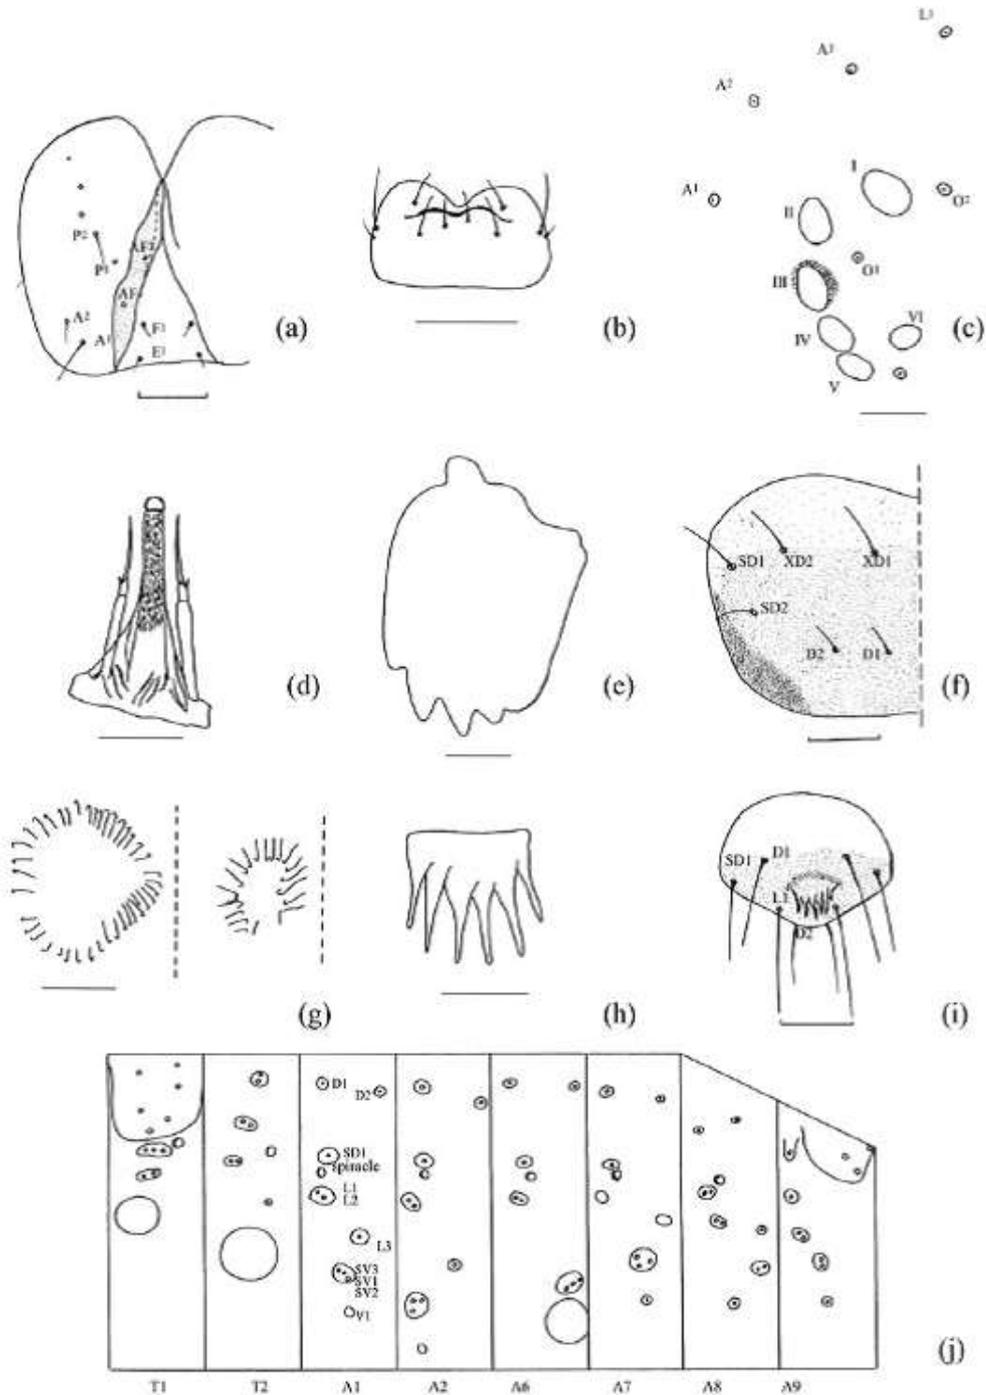 P2
AF2
P1
AF
A2
A1
F1
E1
(a)
(b)
L1
A3
A2
A1
I
O2
II
O1
III
IV
VI
V
(c)
(d)
(e)
SD1
XD2
XD1
SD2
D2
D1
(f)
(g)
(h)
SD1
D1
L1
D2
(i)
D1
D2
SD1
spiracle
L1
L2
L3
SV3
SV1
SV2
V1
(j)
T1 T2 A1 A2 A6 A7 A8 A9